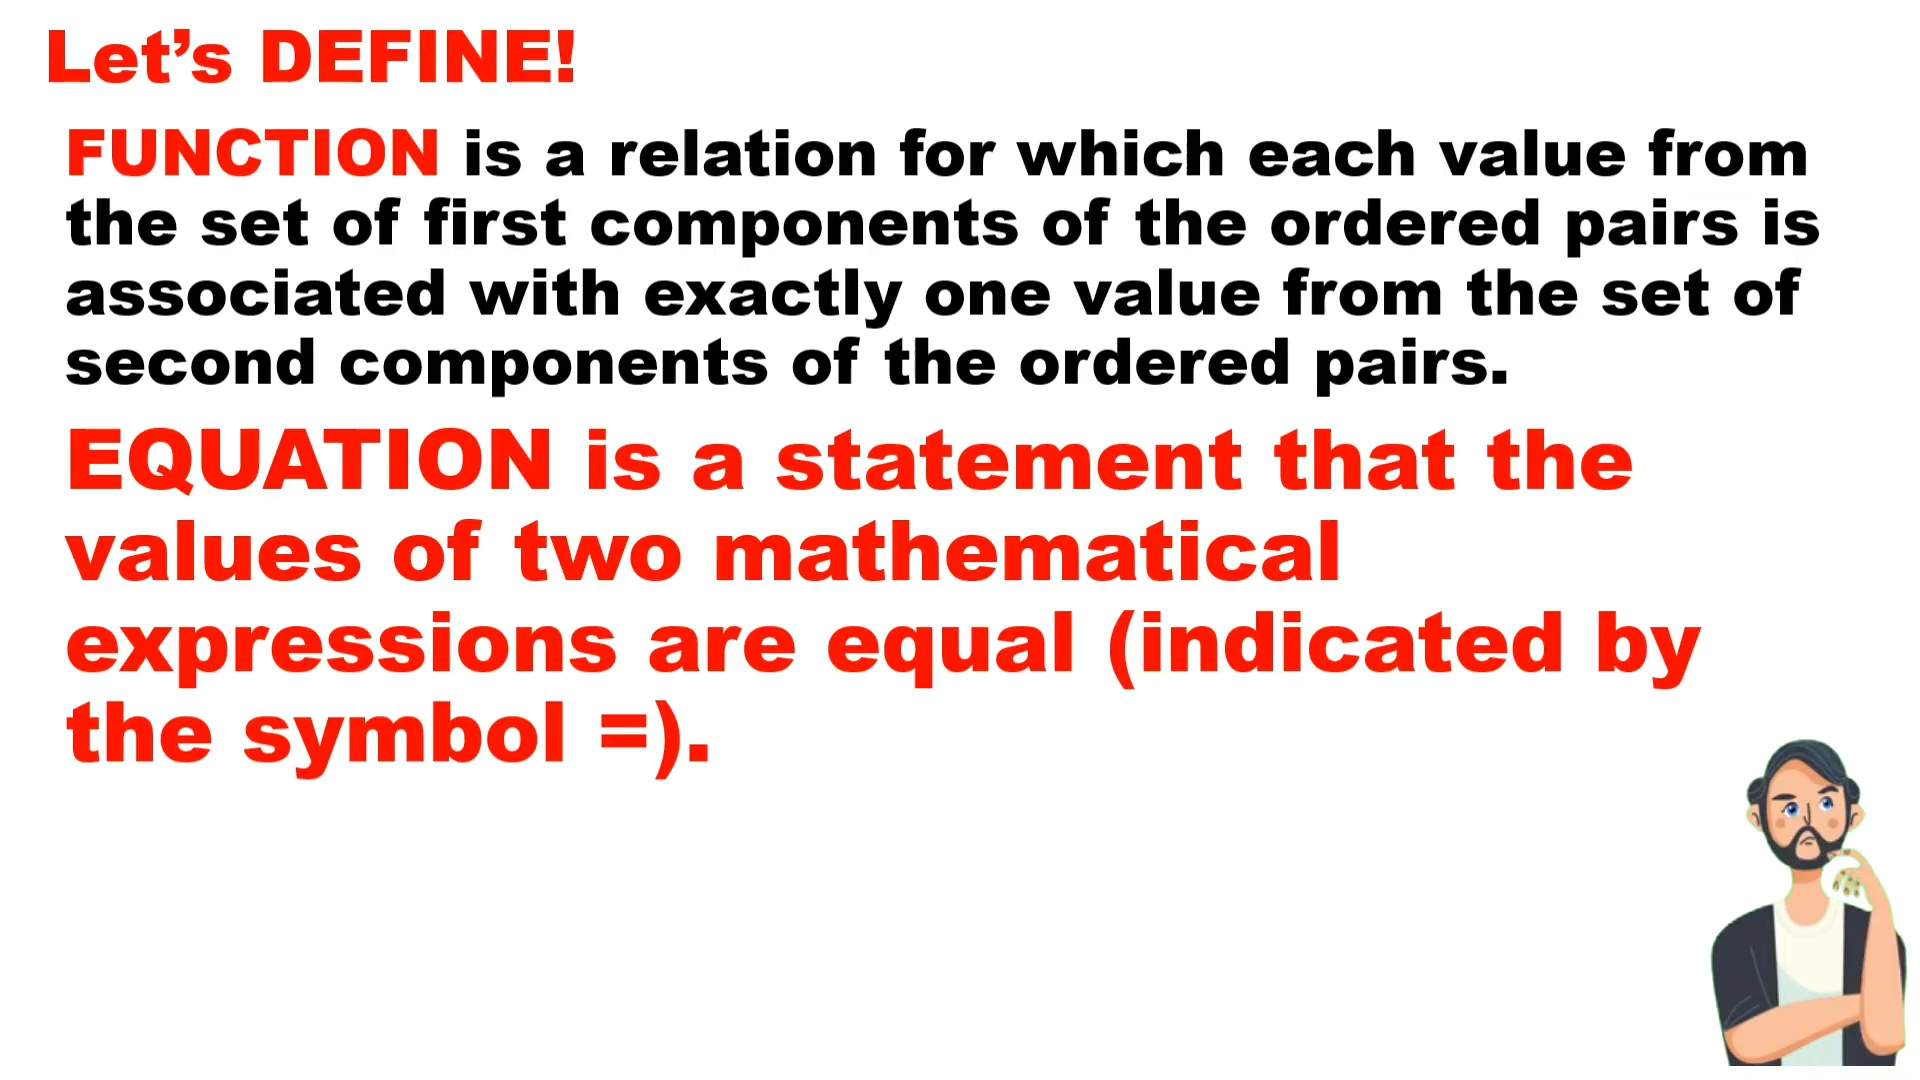 Let’s DEFINE!
FUNCTION is a relation for which each value from
the set of first components of the ordered pairs is
associated with exactly one value from the set of
second components of the ordered pairs.
EQUATION is a statement that the
values of two mathematical
expressions are equal (indicated by
the symbol =).